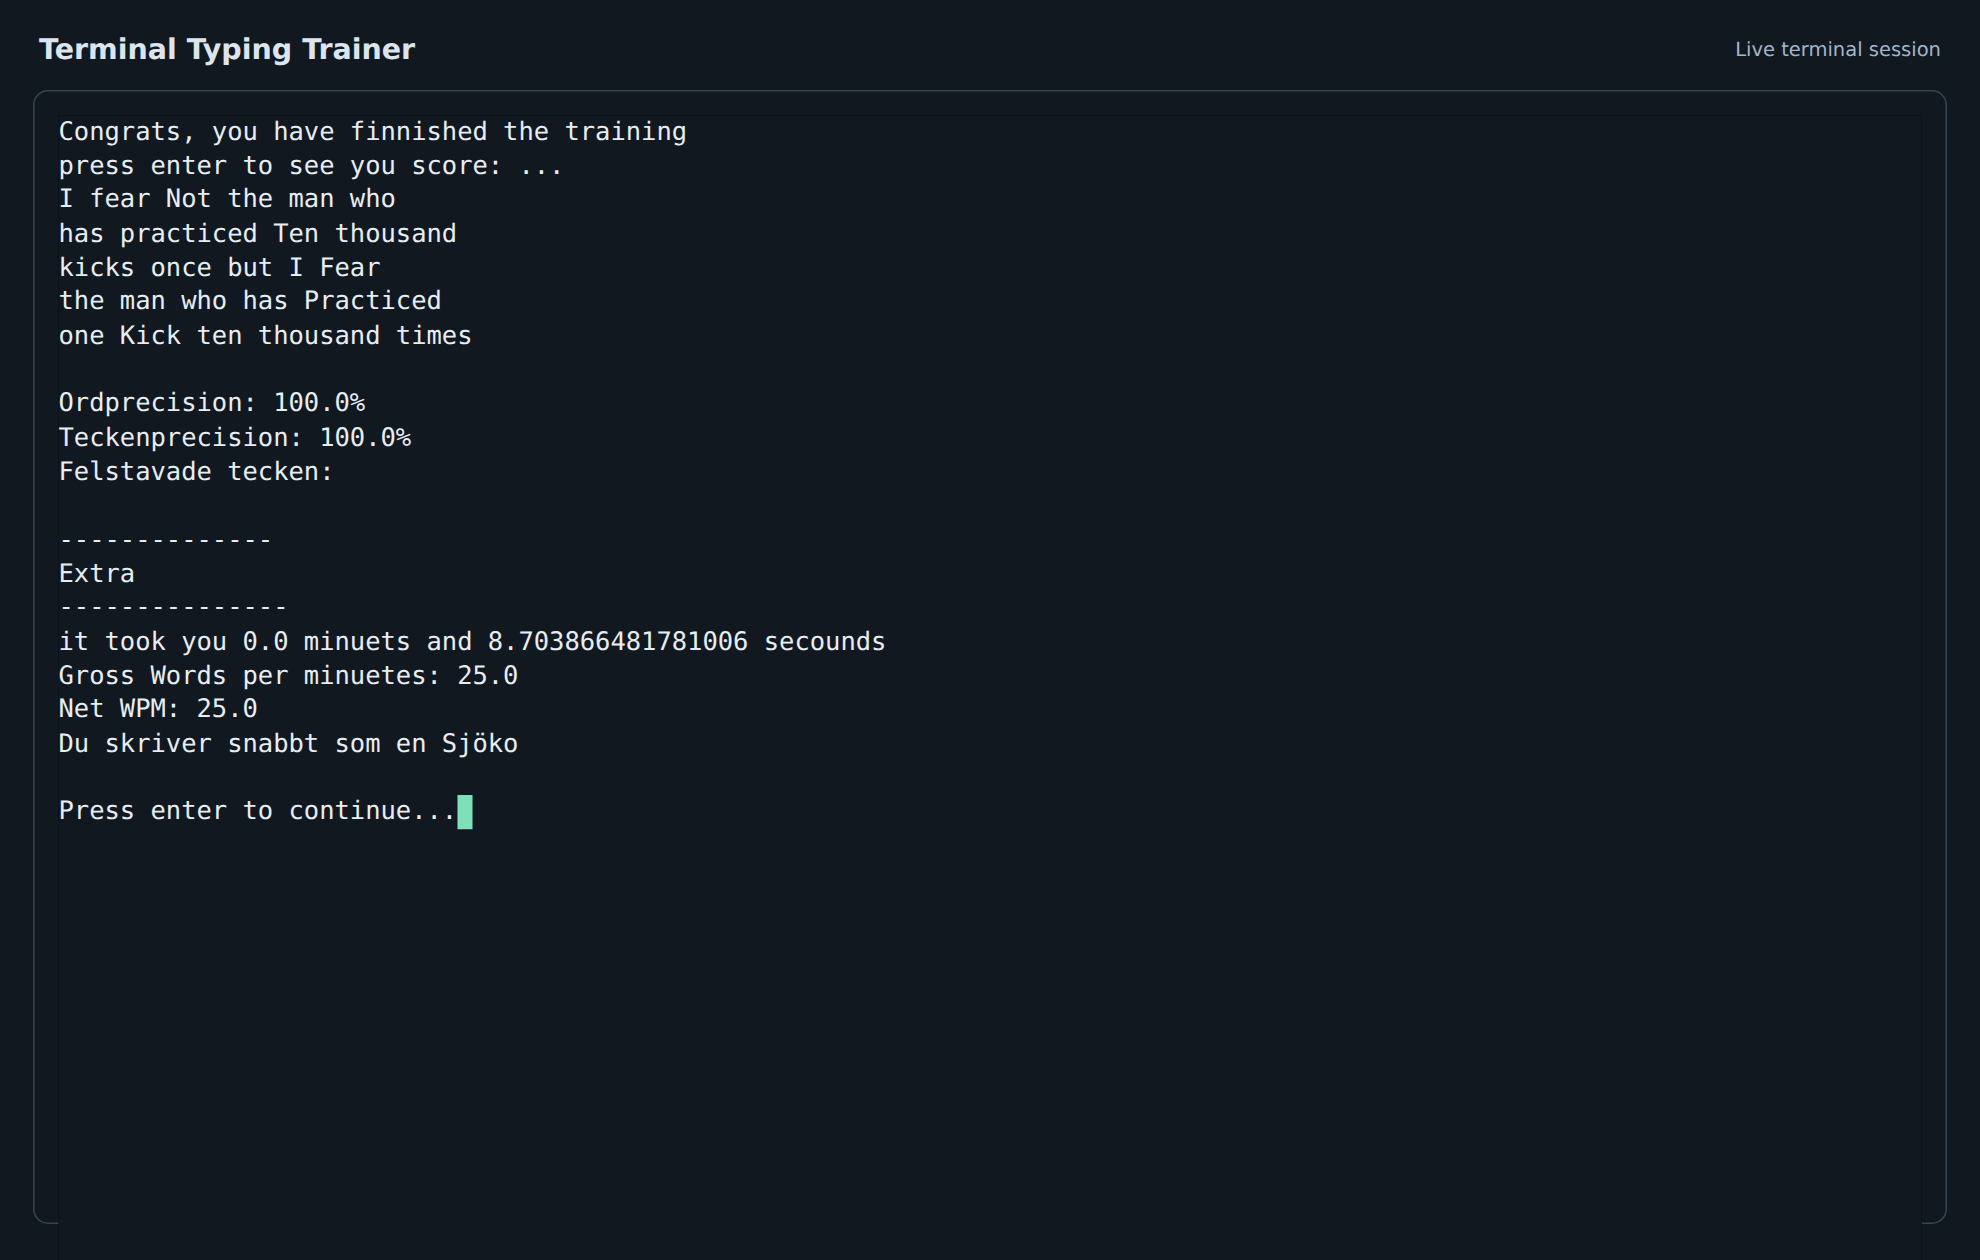 Terminal Typing Trainer
Live terminal session
Congrats, you have finnished the training
press enter to see you score: ...
I fear Not the man who
has practiced Ten thousand
kicks once but I Fear
the man who has Practiced
one Kick ten thousand times
Ordprecision: 100.0%
Teckenprecision: 100.0%
Felstavade tecken:
--------------
Extra
---------------
it took you 0.0 minuets and 8.703866481781006 secounds
Gross Words per minuetes: 25.0
Net WPM: 25.0
Du skriver snabbt som en Sjöko
Press enter to continue...